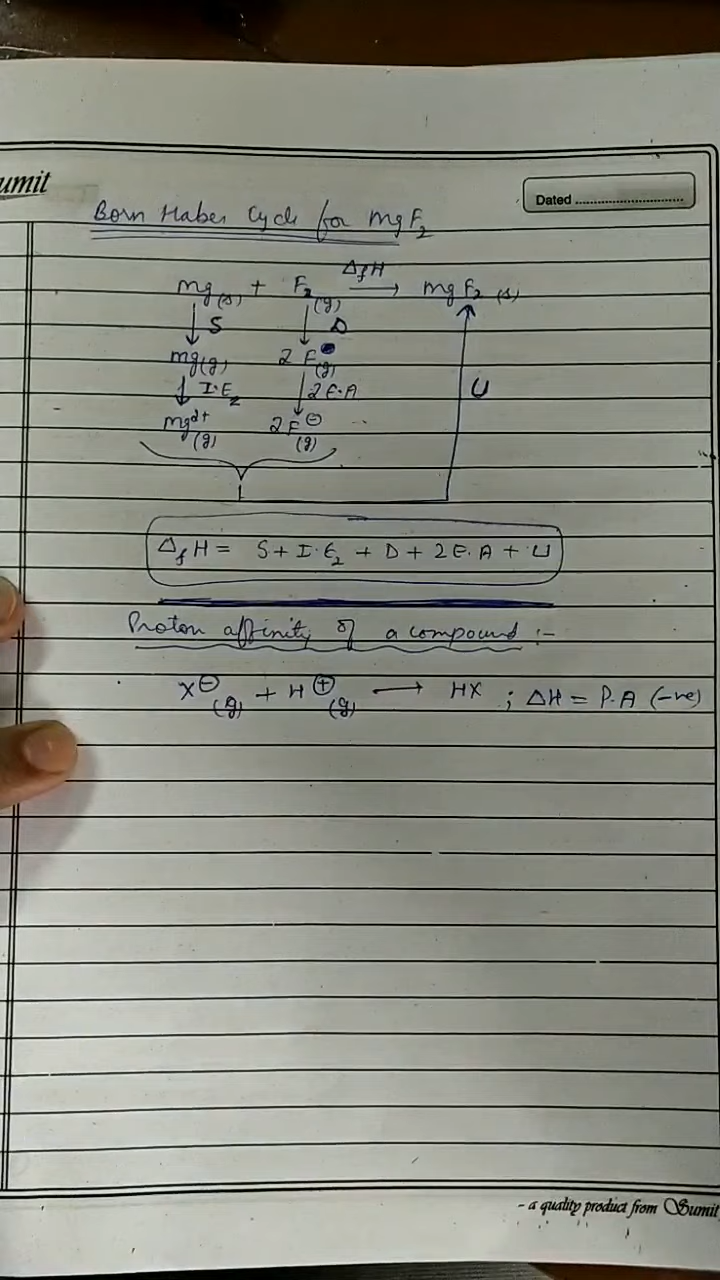 umit
Dated ..............................
Born Haber Cycle for MgF₂
Mg(s) + F₂(g) ⟶ MgF₂(s)
ΔfH
S D
Mg(g) 2F(g)
I.E₂ 2E.A U
Mg²⁺(g) 2F⊖(g)
ΔfH = S + I.E₂ + D + 2E.A + U
Proton affinity of a compound :-
X⊖(g) + H⊕(g) ⟶ HX ; ΔH = P.A (-ve)
- a quality product from Sumit